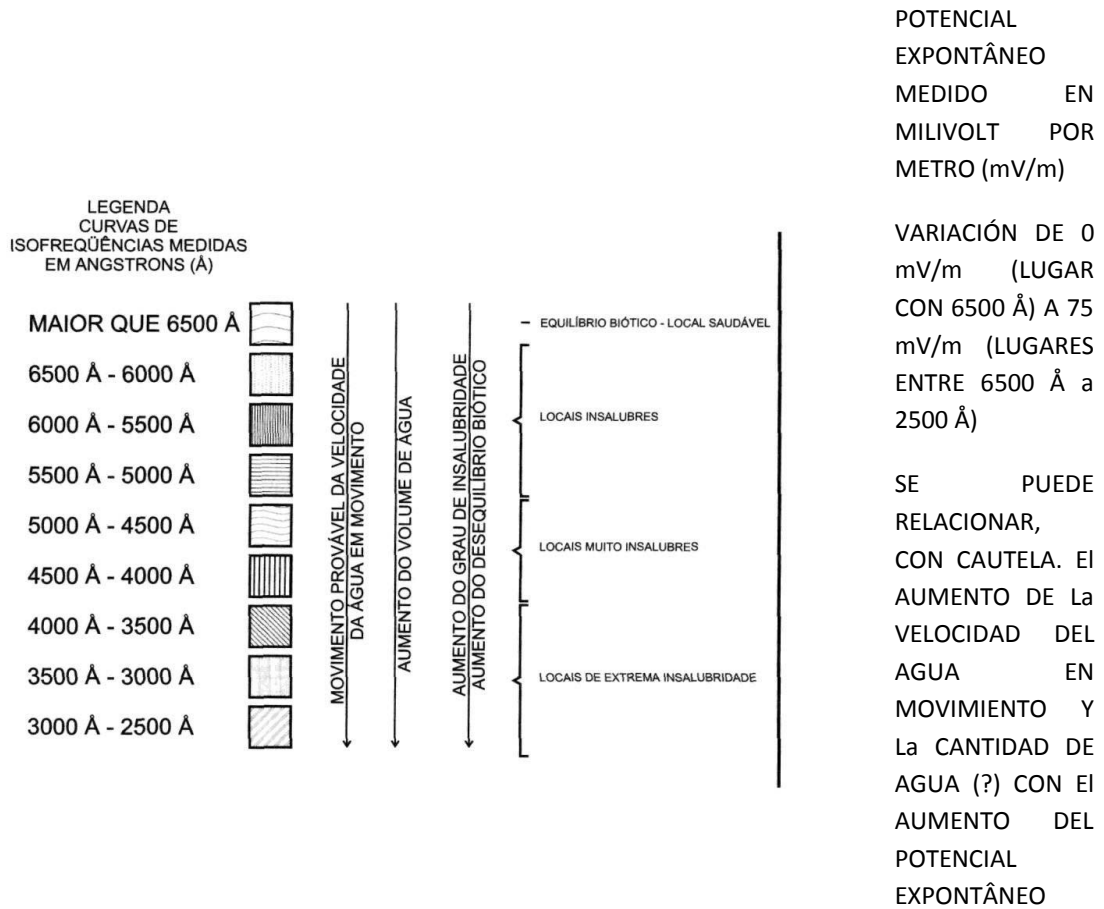 LEGENDA
CURVAS DE
ISOFREQÜÊNCIAS MEDIDAS
EM ANGSTRONS (Å)
MAIOR QUE 6500 Å
6500 Å - 6000 Å
6000 Å - 5500 Å
5500 Å - 5000 Å
5000 Å - 4500 Å
4500 Å - 4000 Å
4000 Å - 3500 Å
3500 Å - 3000 Å
3000 Å - 2500 Å
MOVIMENTO PROVÁVEL DA VELOCIDADE
DA ÁGUA EM MOVIMENTO
AUMENTO DO VOLUME DE ÁGUA
AUMENTO DO GRAU DE INSALUBRIDADE
AUMENTO DO DESEQUILÍBRIO BIÓTICO
EQUILÍBRIO BIÓTICO - LOCAL SAUDÁVEL
LOCAIS INSALUBRES
LOCAIS MUITO INSALUBRES
LOCAIS DE EXTREMA INSALUBRIDADE
POTENCIAL
EXPONTÂNEO
MEDIDO EN
MILIVOLT POR
METRO (mV/m)
VARIACIÓN DE 0
mV/m (LUGAR
CON 6500 Å) A 75
mV/m (LUGARES
ENTRE 6500 Å a
2500 Å)
SE PUEDE
RELACIONAR,
CON CAUTELA. El
AUMENTO DE La
VELOCIDAD DEL
AGUA EN
MOVIMIENTO Y
La CANTIDAD DE
AGUA (?) CON El
AUMENTO DEL
POTENCIAL
EXPONTÂNEO